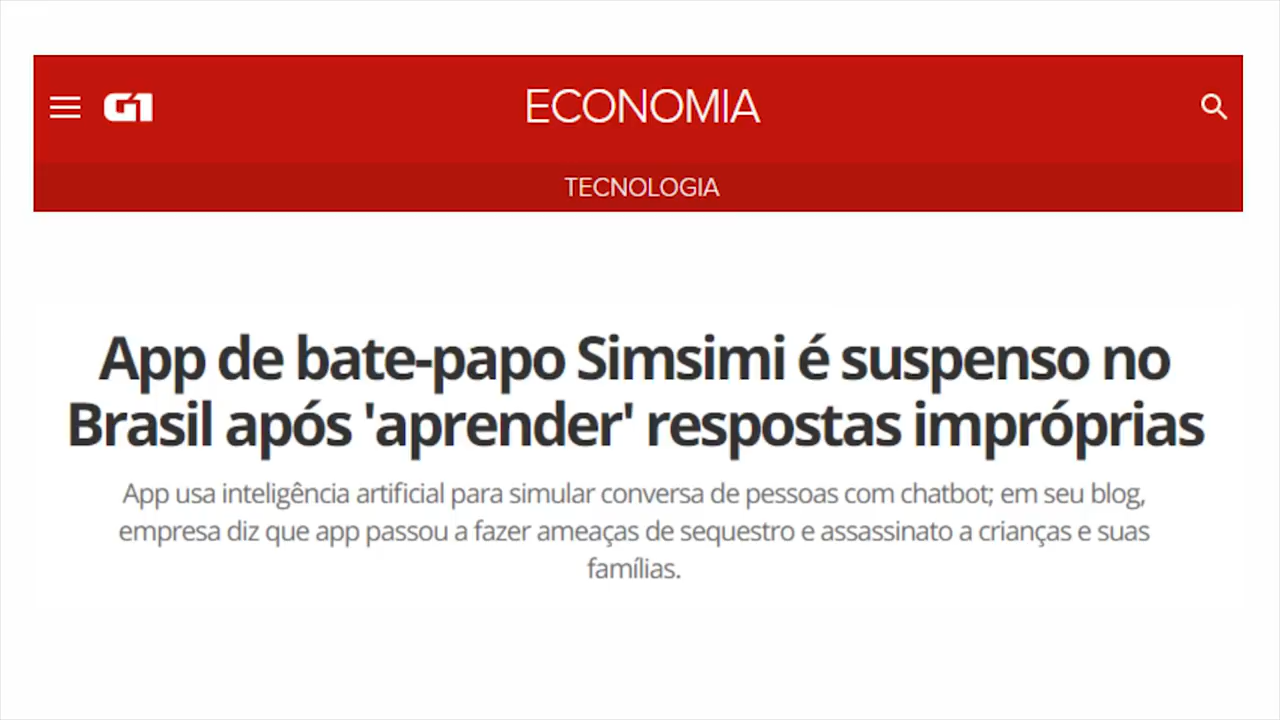 G1
ECONOMIA
TECNOLOGIA
App de bate-papo Simsimi é suspenso no
Brasil após 'aprender' respostas impróprias
App usa inteligência artificial para simular conversa de pessoas com chatbot; em seu blog,
empresa diz que app passou a fazer ameaças de sequestro e assassinato a crianças e suas
famílias.